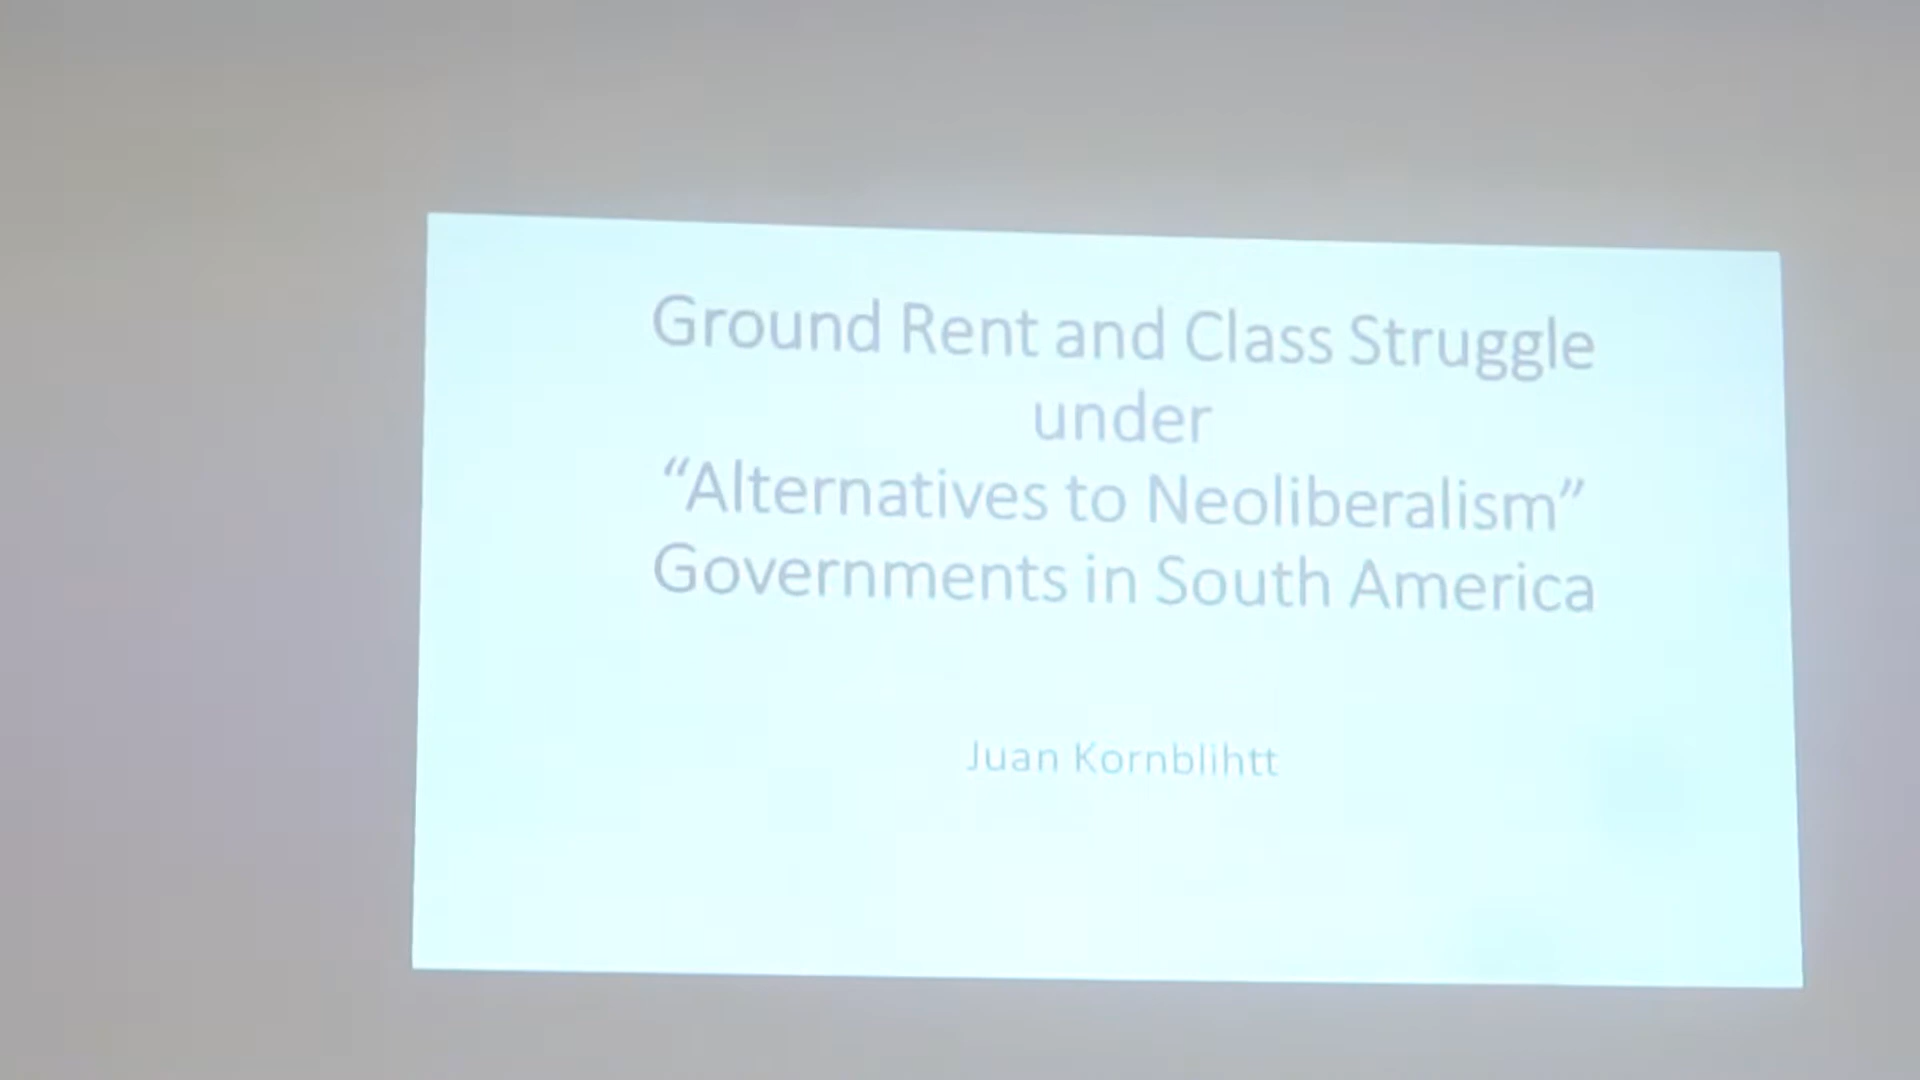 Ground Rent and Class Struggle
under
“Alternatives to Neoliberalism”
Governments in South America
Juan Kornblihtt